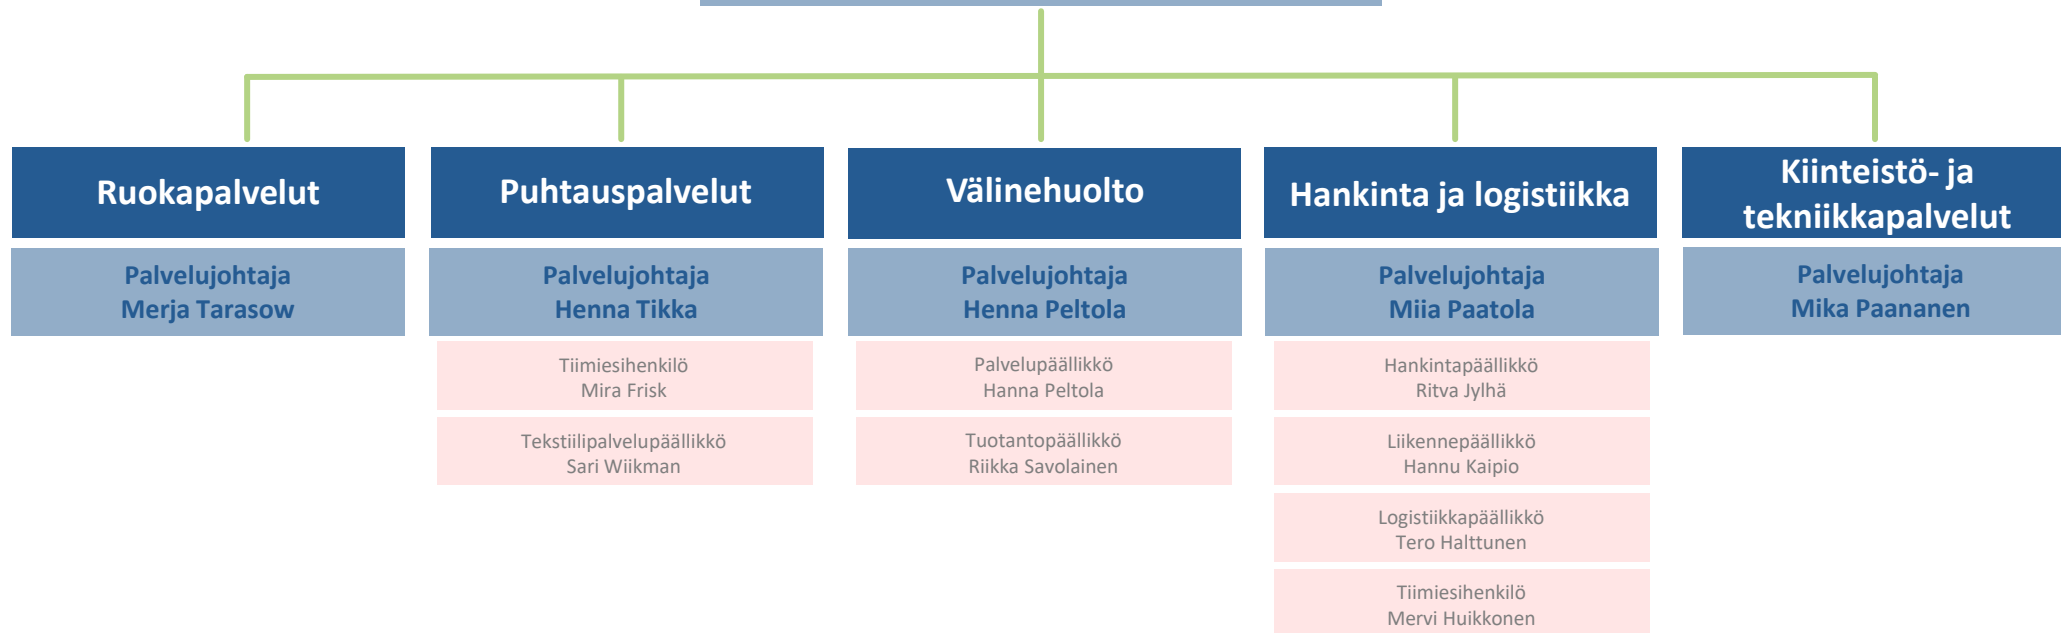 Ruokapalvelut
Palvelujohtaja
Merja Tarasow
Puhtauspalvelut
Palvelujohtaja
Henna Tikka
Tiimiesihenkilö
Mira Frisk
Tekstiilipalvelupäällikkö
Sari Wiikman
Välinehuolto
Palvelujohtaja
Henna Peltola
Palvelupäällikkö
Hanna Peltola
Tuotantopäällikkö
Riikka Savolainen
Hankinta ja logistiikka
Palvelujohtaja
Miia Paatola
Hankintapäällikkö
Ritva Jylhä
Liikennepäällikkö
Hannu Kaipio
Logistiikkapäällikkö
Tero Halttunen
Tiimiesihenkilö
Mervi Huikkonen
Kiinteistö- ja
tekniikkapalvelut
Palvelujohtaja
Mika Paananen